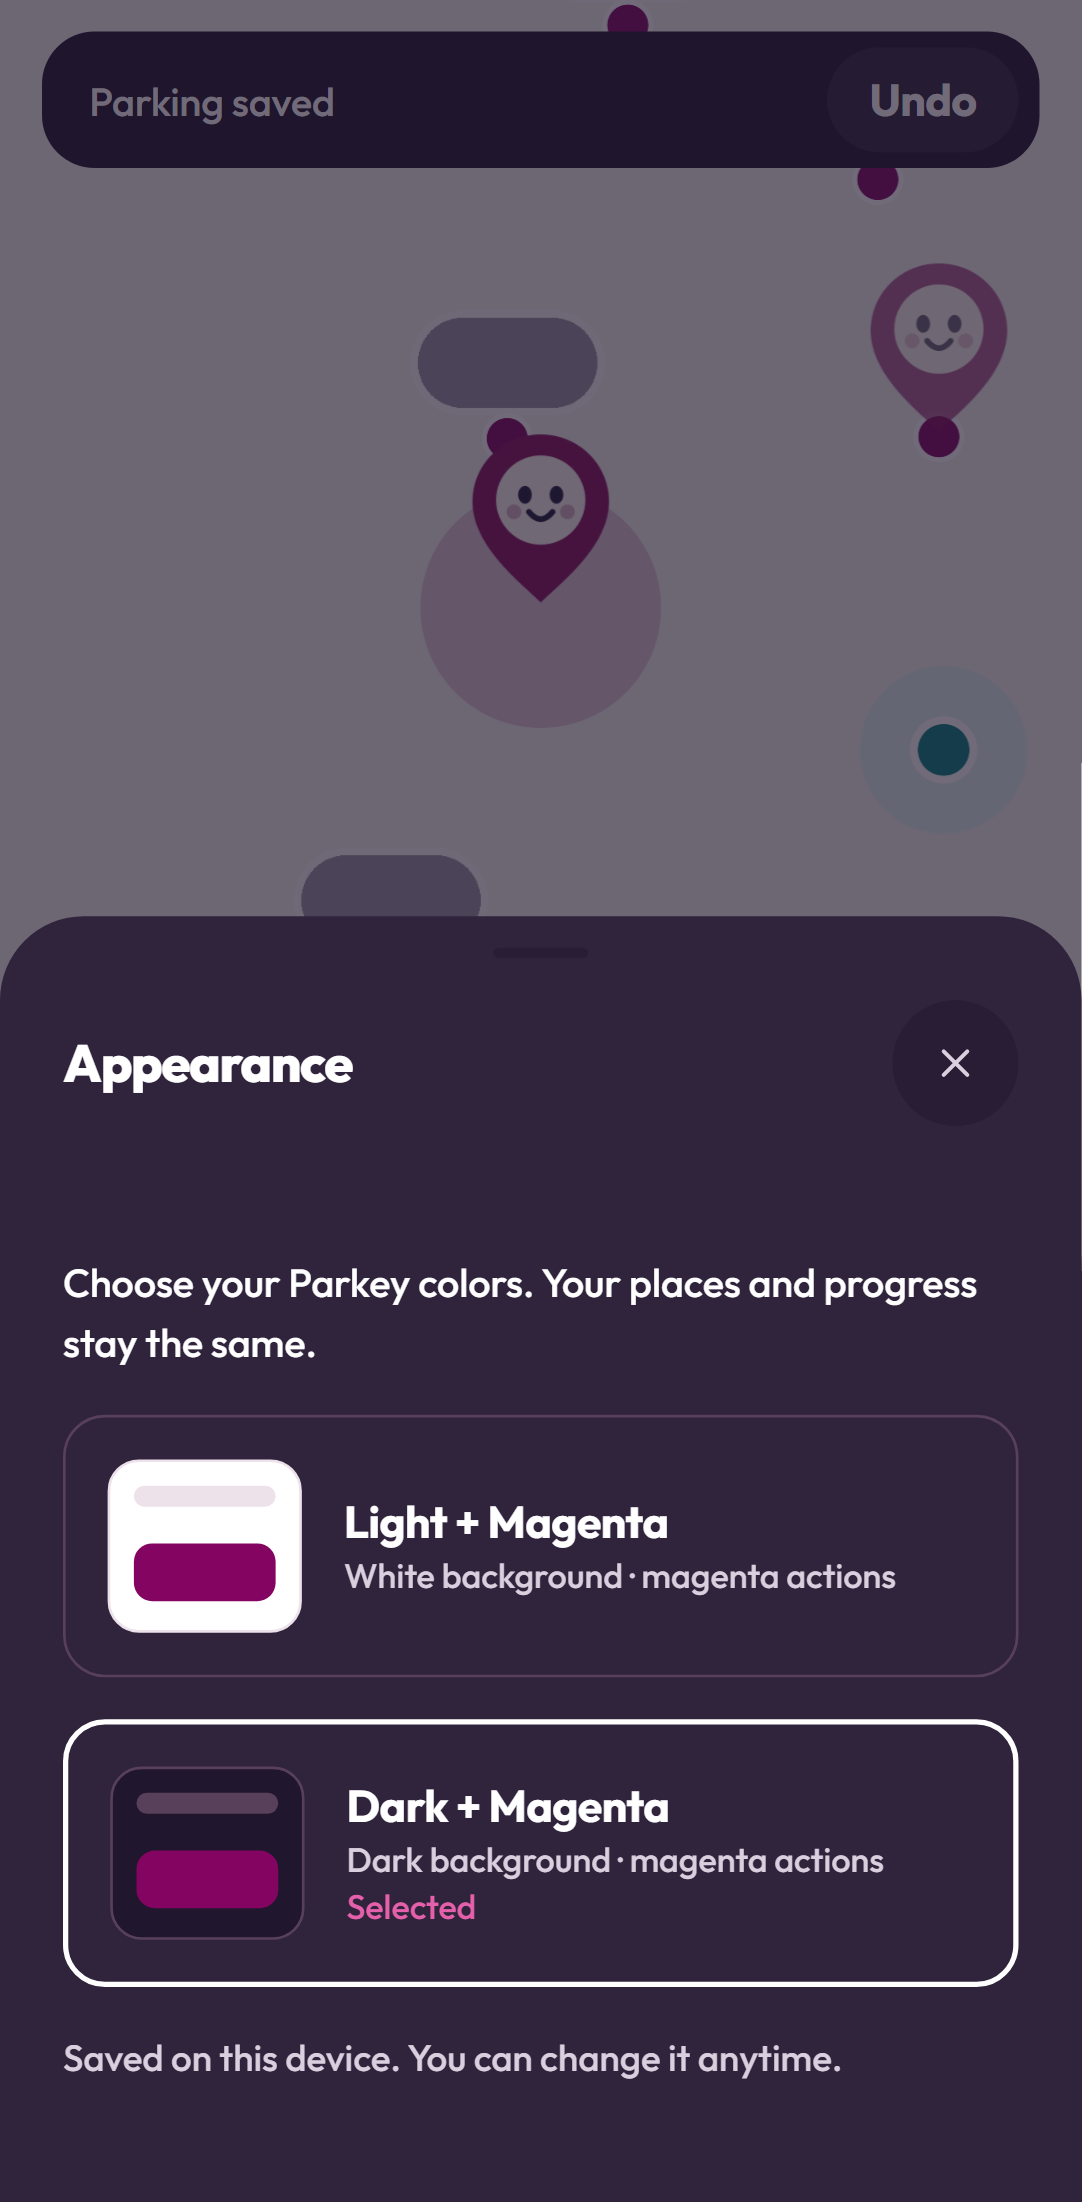 Parking saved
Undo
Appearance
Choose your Parkey colors. Your places and progress
stay the same.
Light + Magenta
White background · magenta actions
Dark + Magenta
Dark background · magenta actions
Selected
Saved on this device. You can change it anytime.